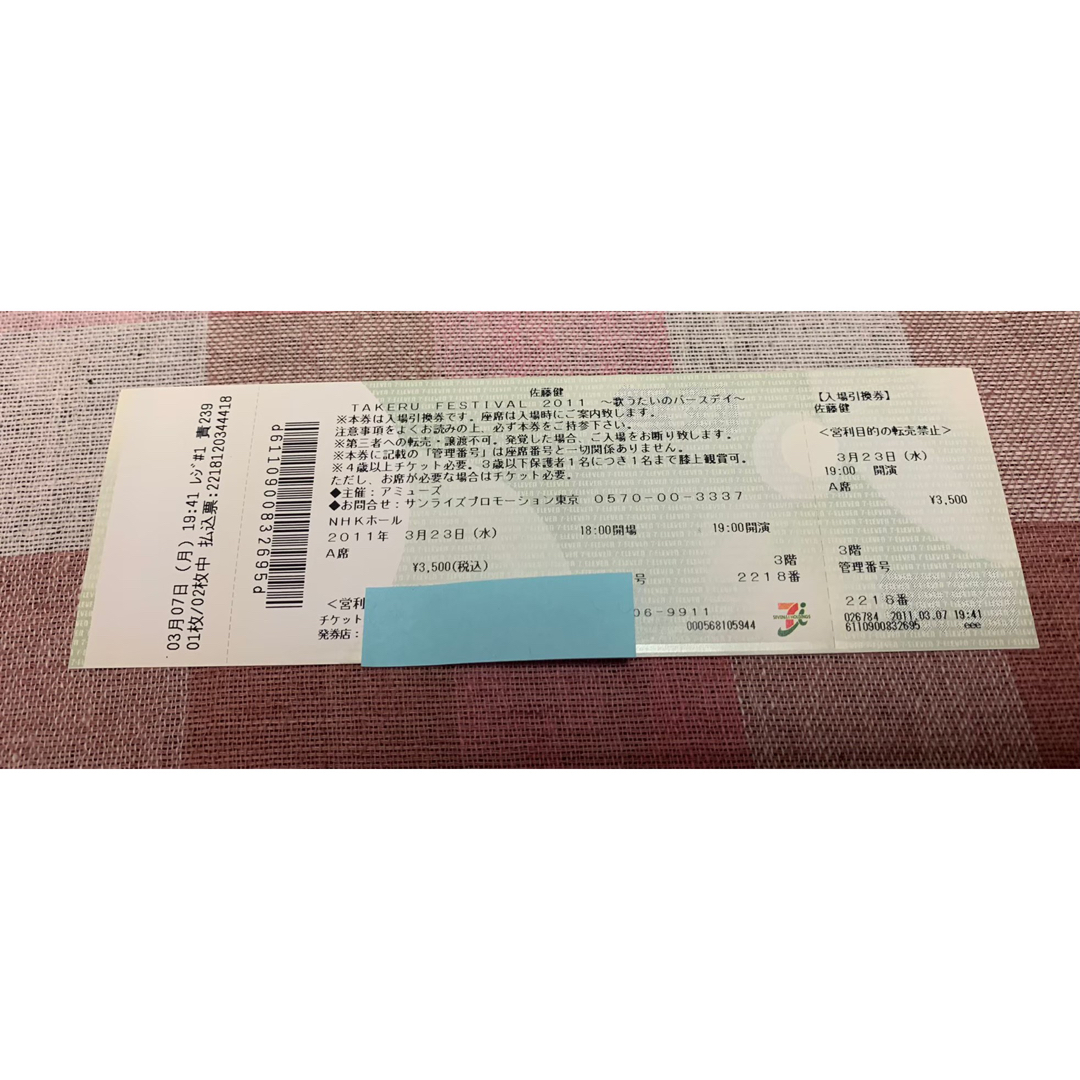 03月07日(月) 19:41 レジ#1 責239
01枚/02枚中 払込票:2218120344418
d6110900832695d
佐藤健
TAKERU FESTIVAL 2011 ～歌うたいのバースデイ～
※本券は入場引換券です。座席は入場時にご案内致します。
注意事項をよくお読みの上、必ず本券をご持参下さい。
※第三者への転売・譲渡不可。発覚した場合、ご入場をお断り致します。
※本券に記載の「管理番号」は座席番号と一切関係ありません。
※4歳以上チケット必要。3歳以下保護者1名につき1名まで膝上観賞可。
ただし、お席が必要な場合はチケット必要。
◆主催：アミューズ
◆お問合せ：サンライズプロモーション東京 0570-00-3337
NHKホール
2011年 3月23日(水) 18:00開場 19:00開演
A席 3階
¥3,500(税込) 号 2218番
＜営利
チケット 06-9911
発券店： 000568105944
【入場引換券】
佐藤健
＜営利目的の転売禁止＞
3月23日(水)
19:00 開演
A席
¥3,500
3階
管理番号
2218番
026784 2011.03.07 19:41
6110900832695 eee